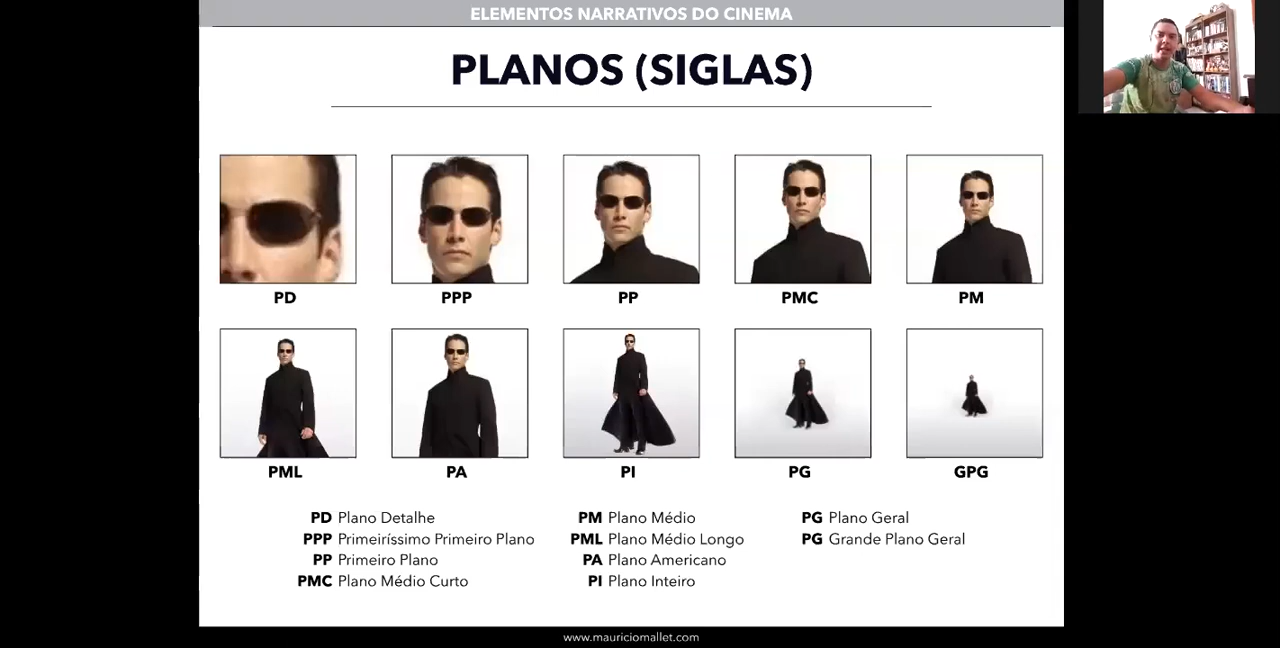 ELEMENTOS NARRATIVOS DO CINEMA
PLANOS (SIGLAS)
PD PPP PP PMC PM
PML PA PI PG GPG
PD Plano Detalhe
PPP Primeiríssimo Primeiro Plano
PP Primeiro Plano
PMC Plano Médio Curto
PM Plano Médio
PML Plano Médio Longo
PA Plano Americano
PI Plano Inteiro
PG Plano Geral
PG Grande Plano Geral
www.mauriciomallet.com